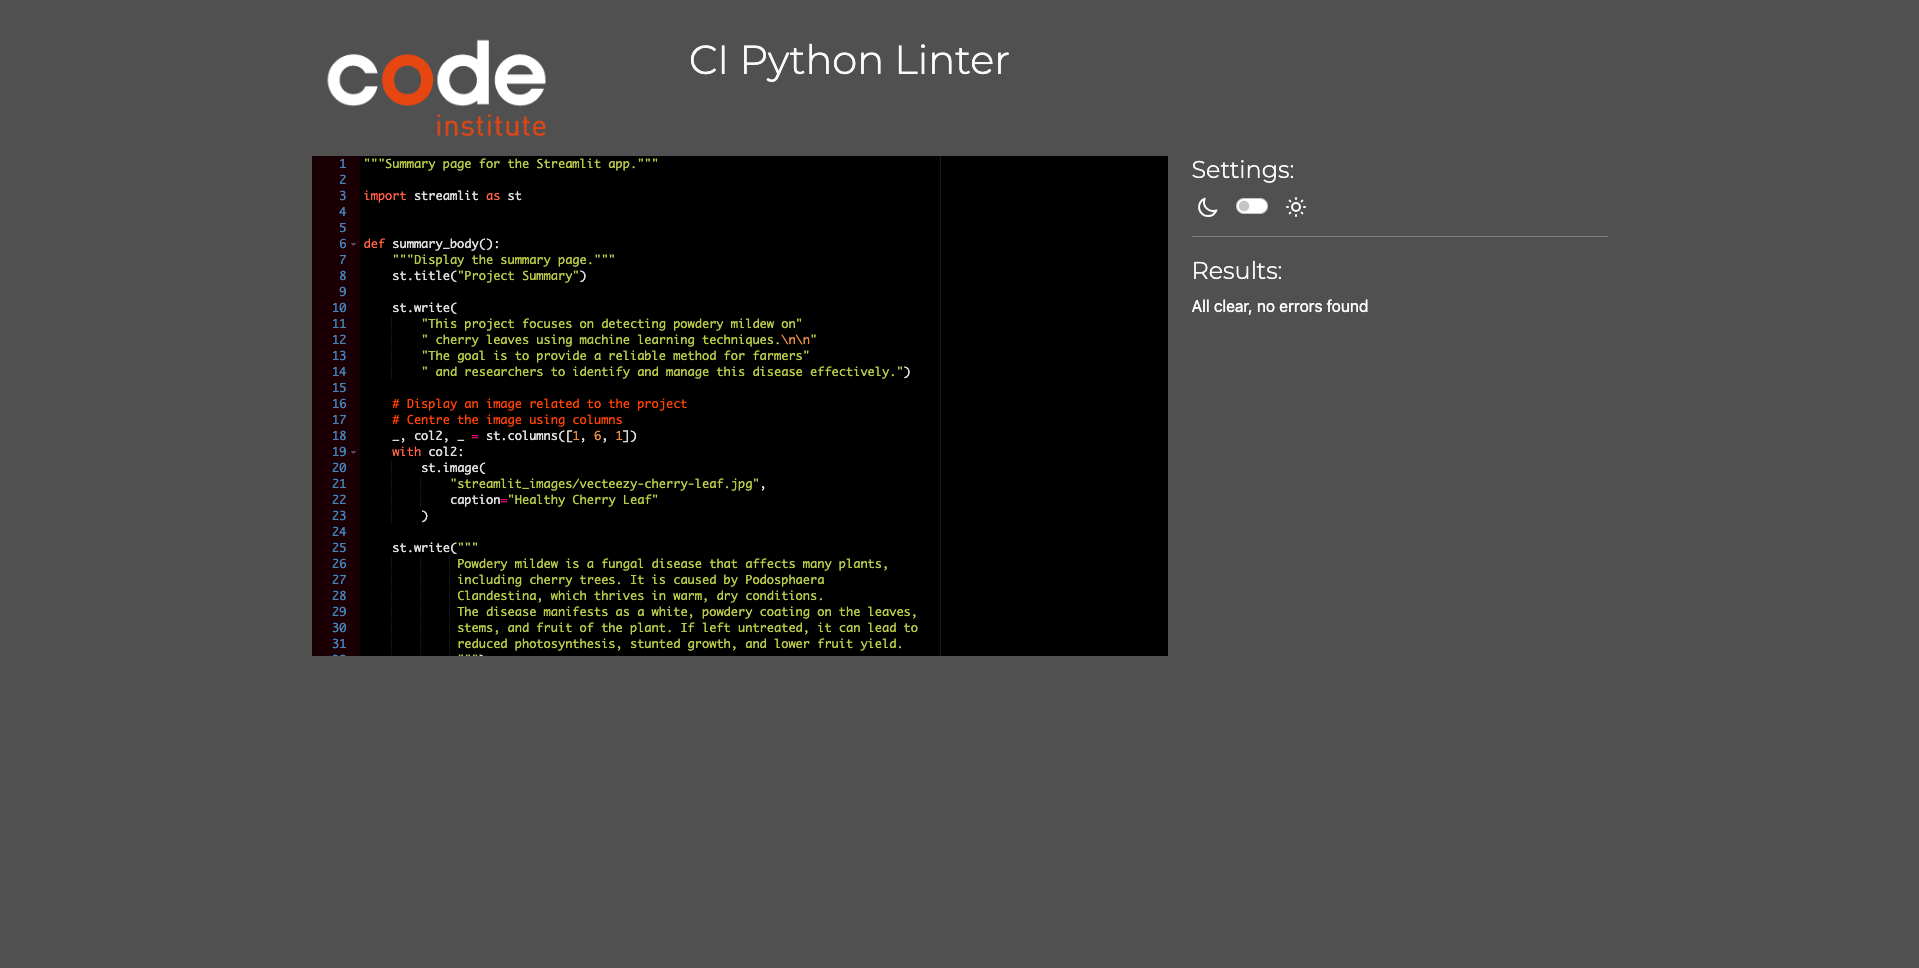 code
institute
CI Python Linter
1 """Summary page for the Streamlit app."""
2
3 import streamlit as st
4
5
6 def summary_body():
7     """Display the summary page."""
8     st.title("Project Summary")
9
10     st.write(
11         "This project focuses on detecting powdery mildew on"
12         " cherry leaves using machine learning techniques.\n\n"
13         "The goal is to provide a reliable method for farmers"
14         " and researchers to identify and manage this disease effectively.")
15
16     # Display an image related to the project
17     # Centre the image using columns
18     _, col2, _ = st.columns([1, 6, 1])
19     with col2:
20         st.image(
21             "streamlit_images/vecteezy-cherry-leaf.jpg",
22             caption="Healthy Cherry Leaf"
23         )
24
25     st.write("""
26              Powdery mildew is a fungal disease that affects many plants,
27              including cherry trees. It is caused by Podosphaera
28              Clandestina, which thrives in warm, dry conditions.
29              The disease manifests as a white, powdery coating on the leaves,
30              stems, and fruit of the plant. If left untreated, it can lead to
31              reduced photosynthesis, stunted growth, and lower fruit yield.
Settings:
Results:
All clear, no errors found